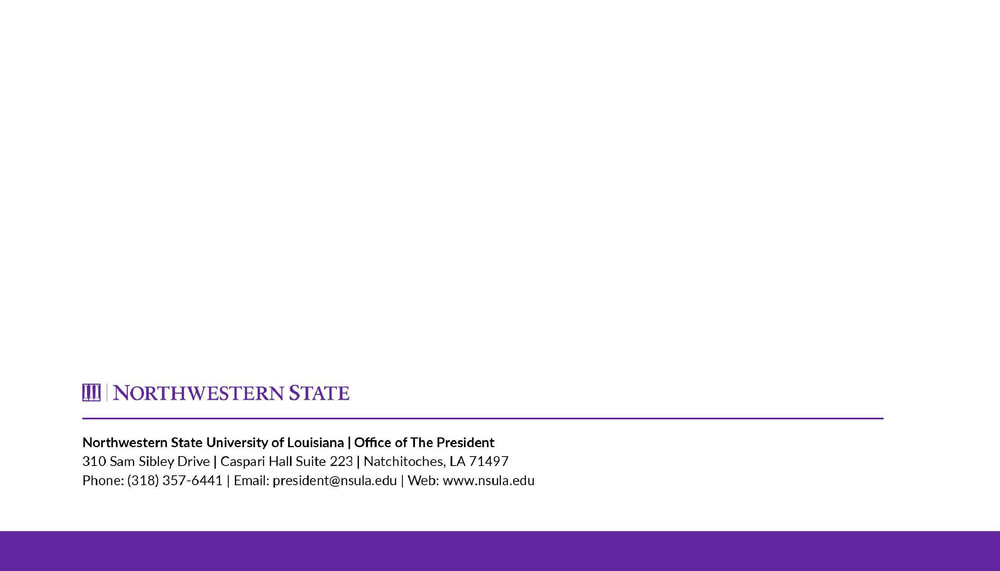 NORTHWESTERN STATE
Northwestern State University of Louisiana | Office of The President
310 Sam Sibley Drive | Caspari Hall Suite 223 | Natchitoches, LA 71497
Phone: (318) 357-6441 | Email: president@nsula.edu | Web: www.nsula.edu